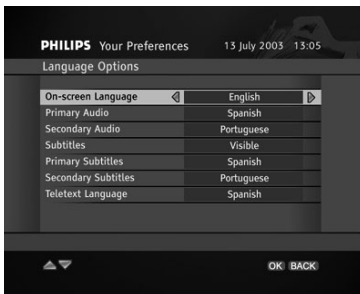 PHILIPS Your Preferences 13 July 2003 13:05
Language Options
On-screen Language English
Primary Audio Spanish
Secondary Audio Portuguese
Subtitles Visible
Primary Subtitles Spanish
Secondary Subtitles Portuguese
Teletext Language Spanish
OK BACK